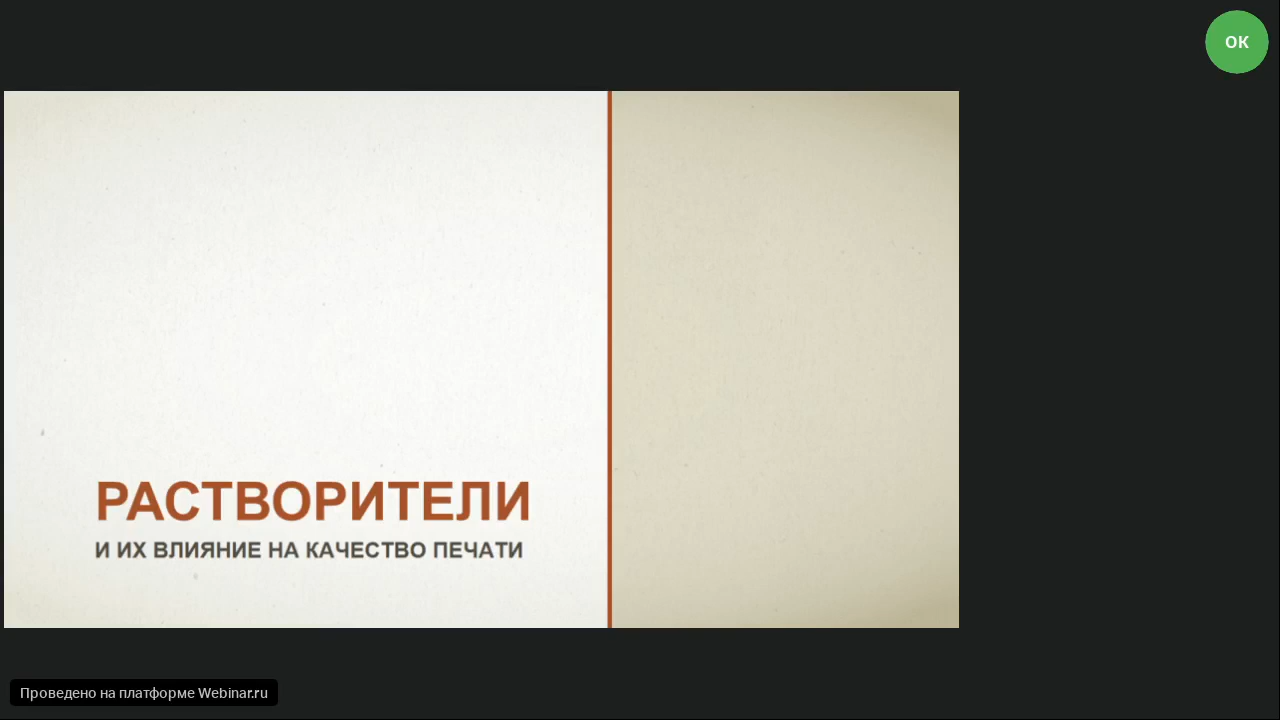 ОК
РАСТВОРИТЕЛИ
И ИХ ВЛИЯНИЕ НА КАЧЕСТВО ПЕЧАТИ
Проведено на платформе Webinar.ru